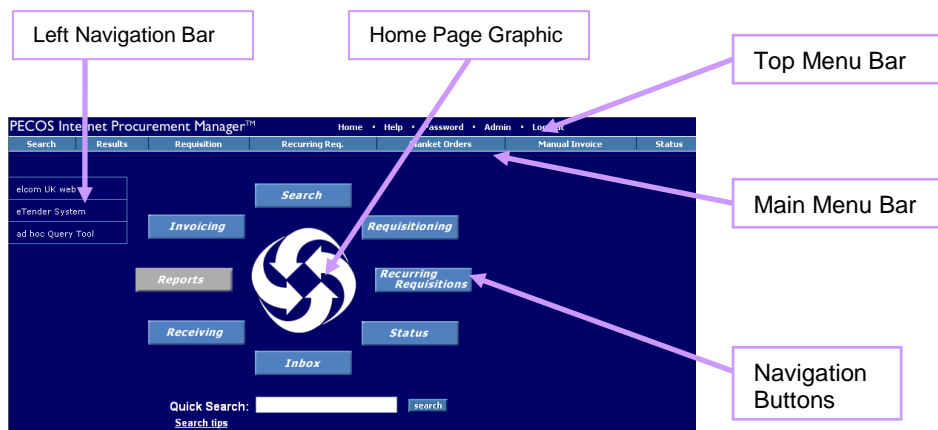 Left Navigation Bar
Home Page Graphic
Top Menu Bar
PECOS Internet Procurement Manager™
Home • Help • Password • Admin •
Search Results Requisition Recurring Req. Blanket Orders Manual Invoice Status
elcom UK web
eTender System
ad hoc Query Tool
Search
Invoicing
Requisitioning
Main Menu Bar
Reports
Recurring
Requisitions
Receiving
Status
Inbox
Navigation
Buttons
Quick Search:
search
Search tips